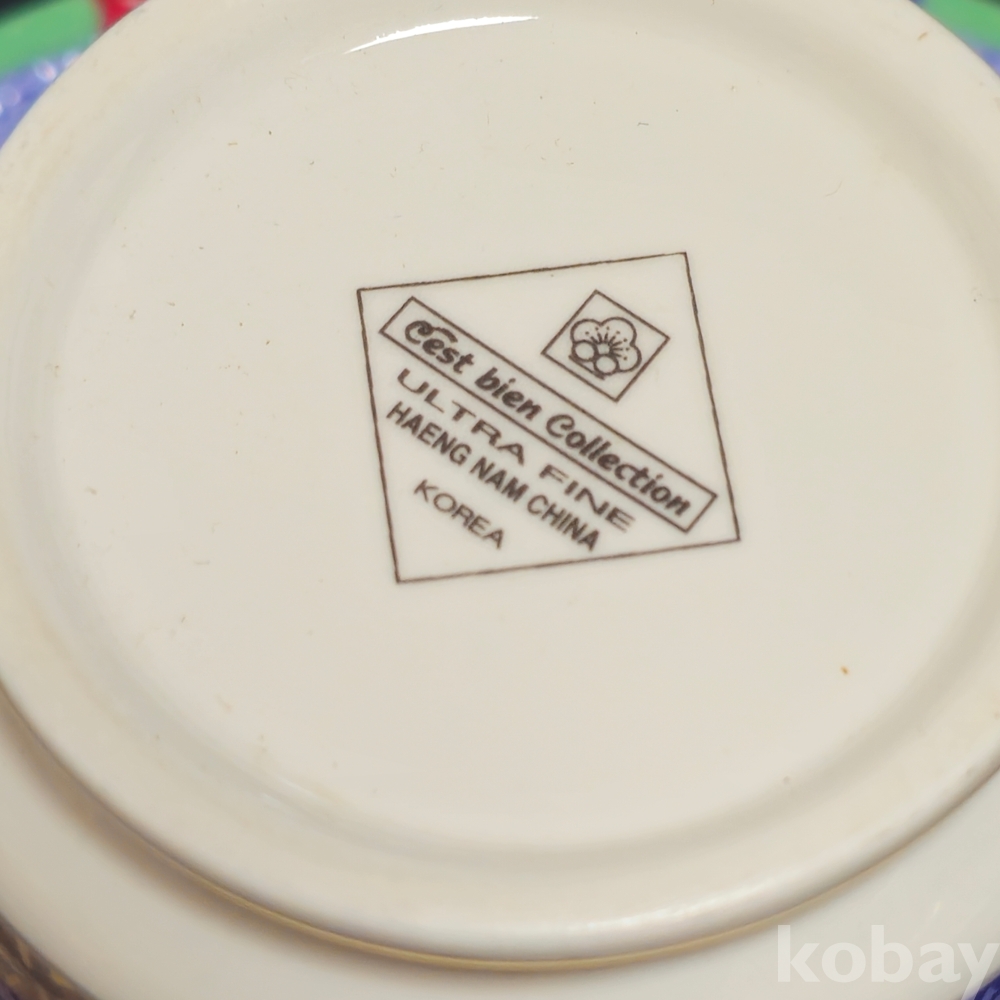 C'est bien Collection
ULTRA FINE
HAENG NAM CHINA
KOREA
kobay